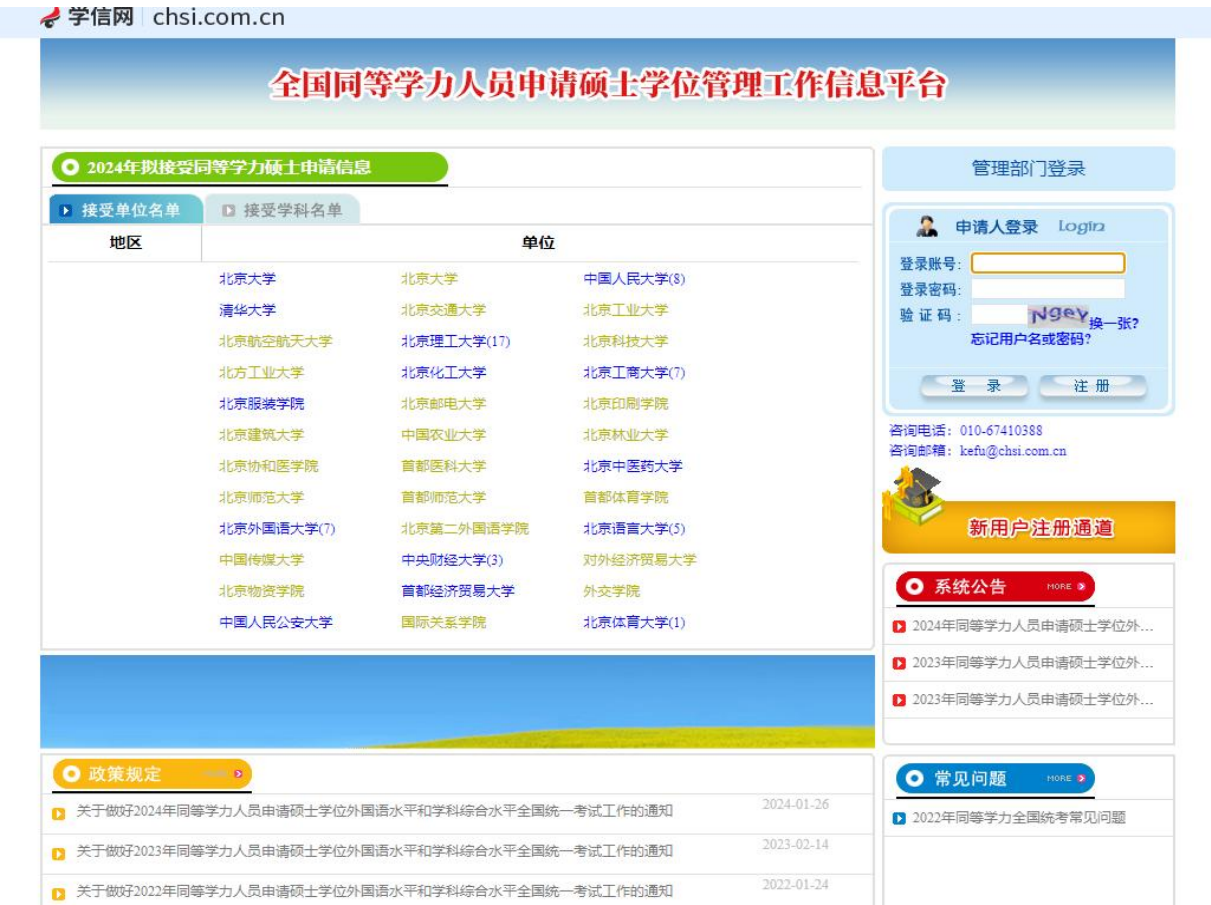 学信网 chsi.com.cn
全国同等学力人员申请硕士学位管理工作信息平台
2024年拟接受同等学力硕士申请信息
接受单位名单 接受学科名单
地区 单位
北京大学 北京大学 中国人民大学(8)
清华大学 北京交通大学 北京工业大学
北京航空航天大学 北京理工大学(17) 北京科技大学
北方工业大学 北京化工大学 北京工商大学(7)
北京服装学院 北京邮电大学 北京印刷学院
北京建筑大学 中国农业大学 北京林业大学
北京协和医学院 首都医科大学 北京中医药大学
北京师范大学 首都师范大学 首都体育学院
北京外国语大学(7) 北京第二外国语学院 北京语言大学(5)
中国传媒大学 中央财经大学(3) 对外经济贸易大学
北京物资学院 首都经济贸易大学 外交学院
中国人民公安大学 国际关系学院 北京体育大学(1)
管理部门登录
申请人登录 Login
登录账号:
登录密码:
验 证 码 : Ngey 换一张?
忘记用户名或密码?
登 录 注 册
咨询电话：010-67410388
咨询邮箱：kefu@chsi.com.cn
新用户注册通道
系统公告 MORE
2024年同等学力人员申请硕士学位外...
2023年同等学力人员申请硕士学位外...
2023年同等学力人员申请硕士学位外...
政策规定 MORE
关于做好2024年同等学力人员申请硕士学位外国语水平和学科综合水平全国统一考试工作的通知 2024-01-26
关于做好2023年同等学力人员申请硕士学位外国语水平和学科综合水平全国统一考试工作的通知 2023-02-14
关于做好2022年同等学力人员申请硕士学位外国语水平和学科综合水平全国统一考试工作的通知 2022-01-24
常见问题 MORE
2022年同等学力全国统考常见问题